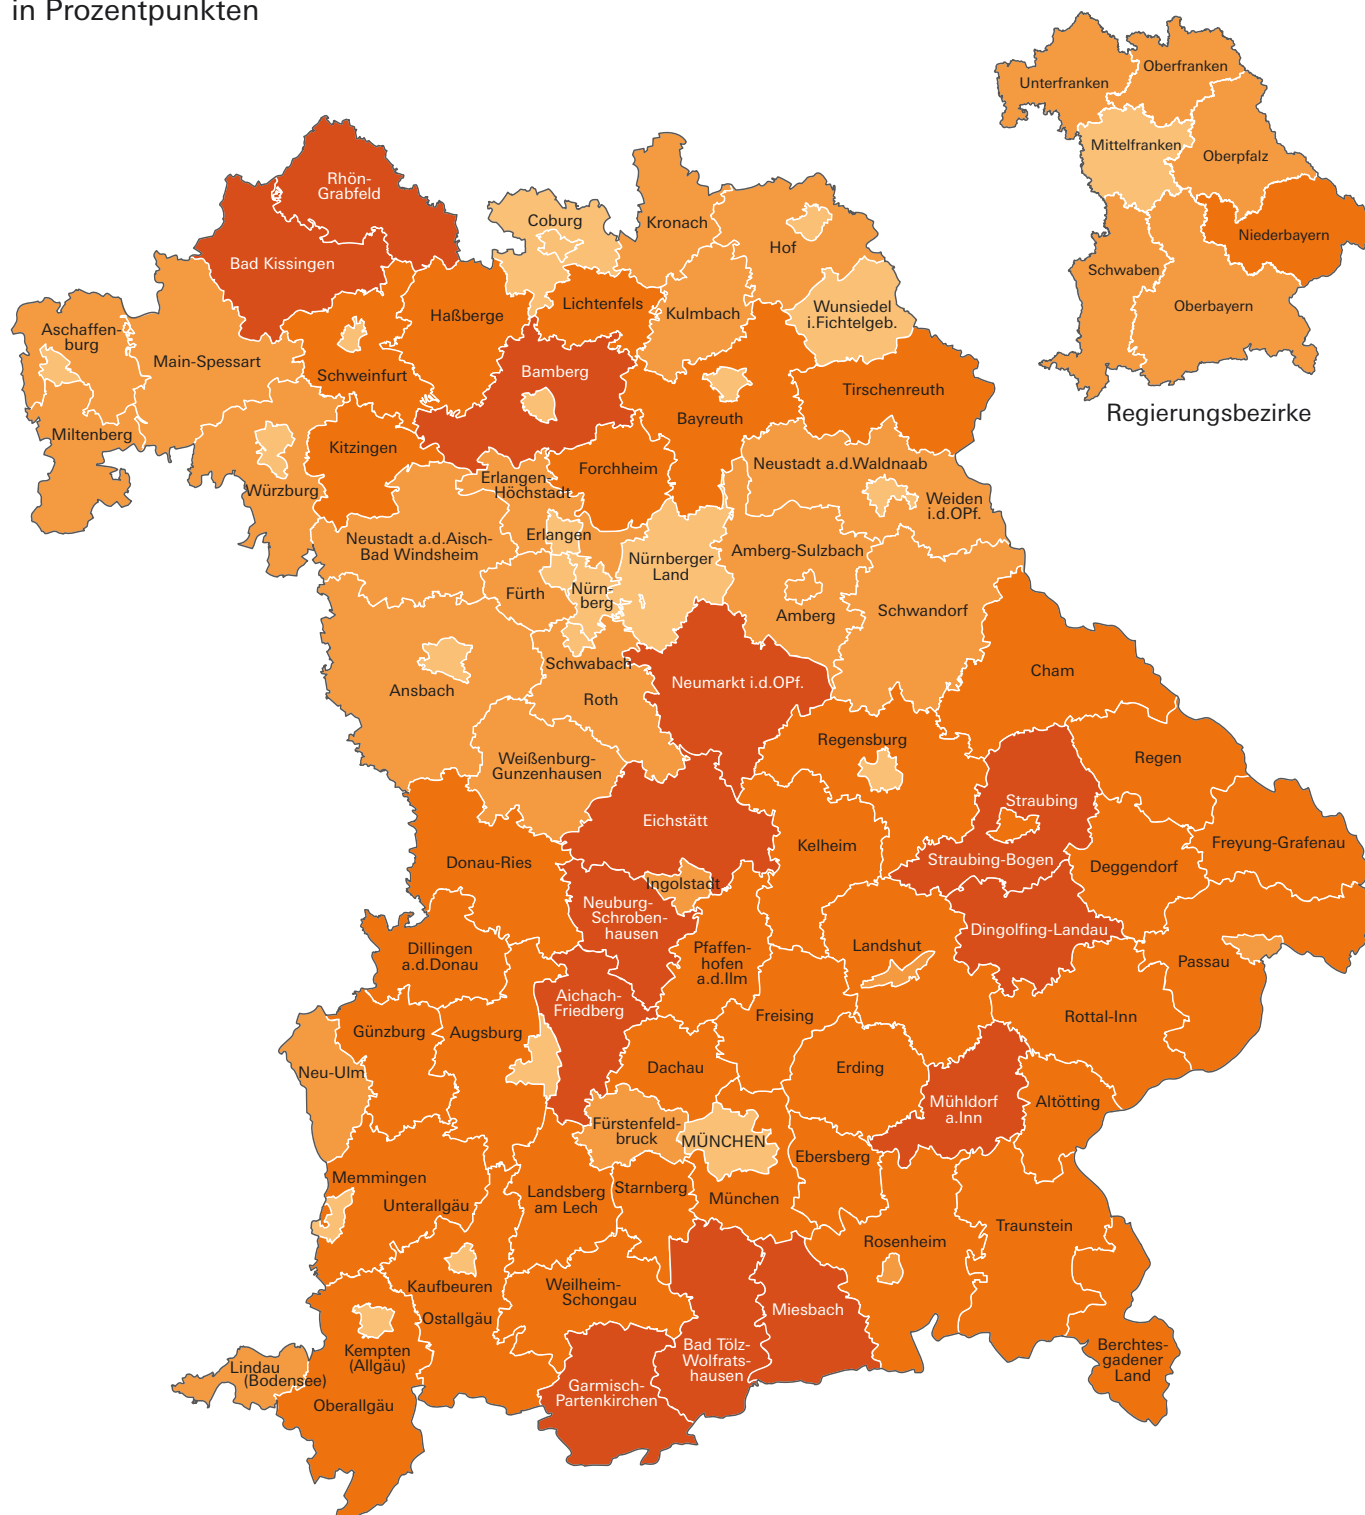 in Prozentpunkten
Unterfranken
Oberfranken
Mittelfranken
Oberpfalz
Niederbayern
Schwaben
Oberbayern
Regierungsbezirke
Rhön-
Grabfeld
Bad Kissingen
Coburg
Kronach
Hof
Aschaffen-
burg
Main-Spessart
Schweinfurt
Haßberge
Lichtenfels
Kulmbach
Wunsiedel
i.Fichtelgeb.
Miltenberg
Würzburg
Kitzingen
Bamberg
Bayreuth
Tirschenreuth
Forchheim
Erlangen-
Höchstadt
Neustadt a.d.Waldnaab
Weiden
i.d.OPf.
Neustadt a.d.Aisch-
Bad Windsheim
Erlangen
Nürnberger
Land
Amberg-Sulzbach
Fürth
Nürn-
berg
Amberg
Schwandorf
Ansbach
Schwabach
Roth
Neumarkt i.d.OPf.
Cham
Weißenburg-
Gunzenhausen
Regensburg
Regen
Straubing
Eichstätt
Donau-Ries
Kelheim
Straubing-Bogen
Deggendorf
Freyung-Grafenau
Ingolstadt
Neuburg-
Schroben-
hausen
Dingolfing-Landau
Dillingen
a.d.Donau
Pfaffen-
hofen
a.d.Ilm
Landshut
Passau
Aichach-
Friedberg
Günzburg
Augsburg
Freising
Rottal-Inn
Neu-Ulm
Dachau
Erding
Mühldorf
a.Inn
Altötting
Fürstenfeld-
bruck
MÜNCHEN
Ebersberg
Memmingen
Unterallgäu
Landsberg
am Lech
Starnberg
München
Traunstein
Rosenheim
Kaufbeuren
Ostallgäu
Weilheim-
Schongau
Miesbach
Kempten
(Allgäu)
Bad Tölz-
Wolfrats-
hausen
Berchtes-
gadener
Land
Lindau
(Bodensee)
Oberallgäu
Garmisch-
Partenkirchen